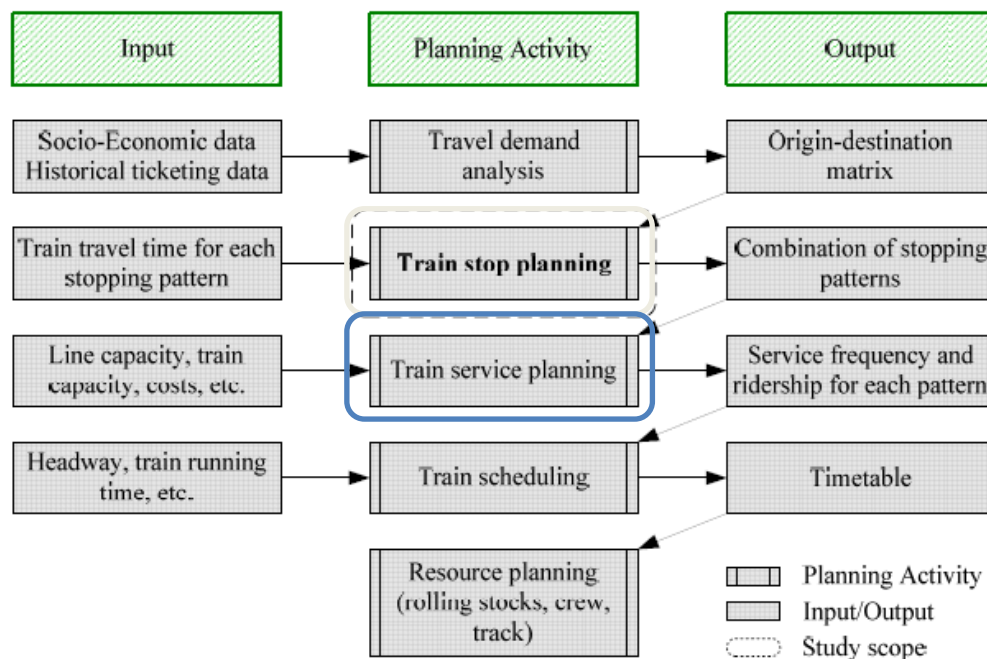 Input
Planning Activity
Output
Socio-Economic data
Historical ticketing data
Travel demand
analysis
Origin-destination
matrix
Train travel time for each
stopping pattern
Train stop planning
Combination of stopping
patterns
Line capacity, train
capacity, costs, etc.
Train service planning
Service frequency and
ridership for each pattern
Headway, train running
time, etc.
Train scheduling
Timetable
Resource planning
(rolling stocks, crew,
track)
Planning Activity
Input/Output
Study scope